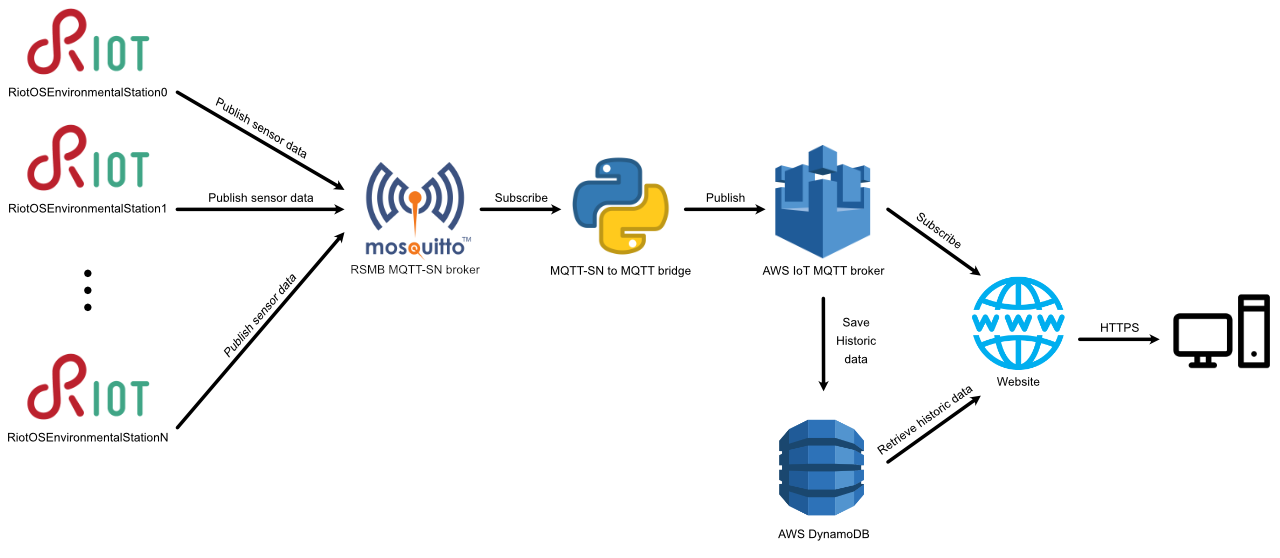 RIOT
RiotOSEnvironmentalStation0
Publish sensor data
RIOT
RiotOSEnvironmentalStation1
Publish sensor data
RIOT
RiotOSEnvironmentalStationN
Publish sensor data
mosquitto™
RSMB MQTT-SN broker
Subscribe
MQTT-SN to MQTT bridge
Publish
AWS IoT MQTT broker
Subscribe
Save
Historic
data
AWS DynamoDB
Retrieve historic data
WWW
Website
HTTPS